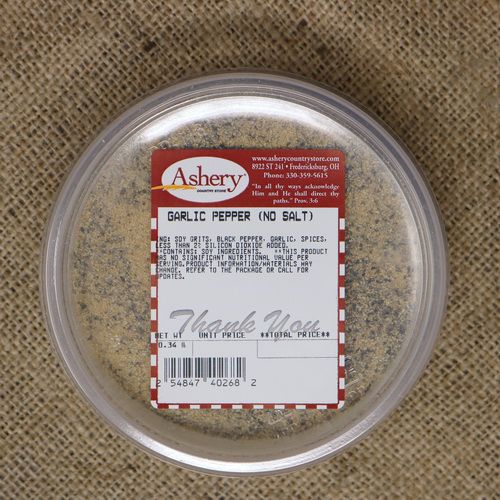 Ashery
COUNTRY STORE
www.asherycountrystore.com
8922 ST 241 • Fredericksburg, OH
Phone: 330-359-5615
"In all thy ways acknowledge
Him and He shall direct thy
paths." Prov. 3:6
GARLIC PEPPER (NO SALT)
ING: SOY GRITS, BLACK PEPPER, GARLIC, SPICES,
LESS THAN 2% SILICON DIOXIDE ADDED.
**CONTAINS: SOY INGREDIENTS. **THIS PRODUCT
HAS NO SIGNIFICANT NUTRITIONAL VALUE PER
SERVING.PRODUCT INFORMATION/MATERIALS MAY
CHANGE. REFER TO THE PACKAGE OR CALL FOR
UPDATES.
Thank You
NET WT UNIT PRICE **TOTAL PRICE**
0.34 lb
2 54847 40268 2